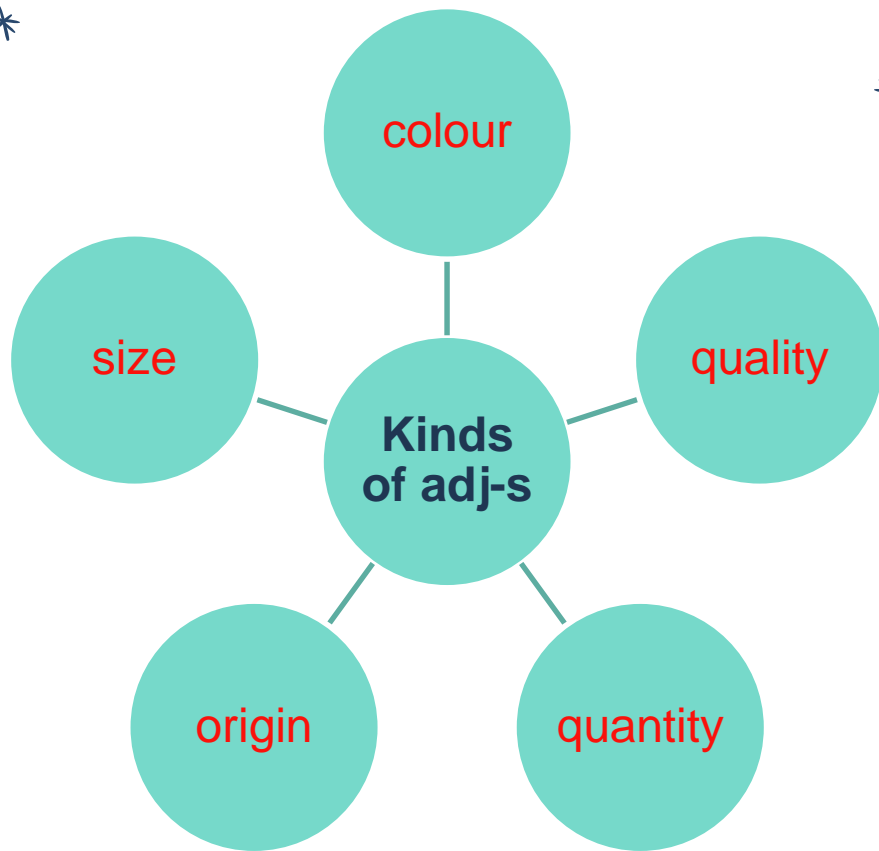 colour
size
quality
Kinds
of adj-s
origin
quantity